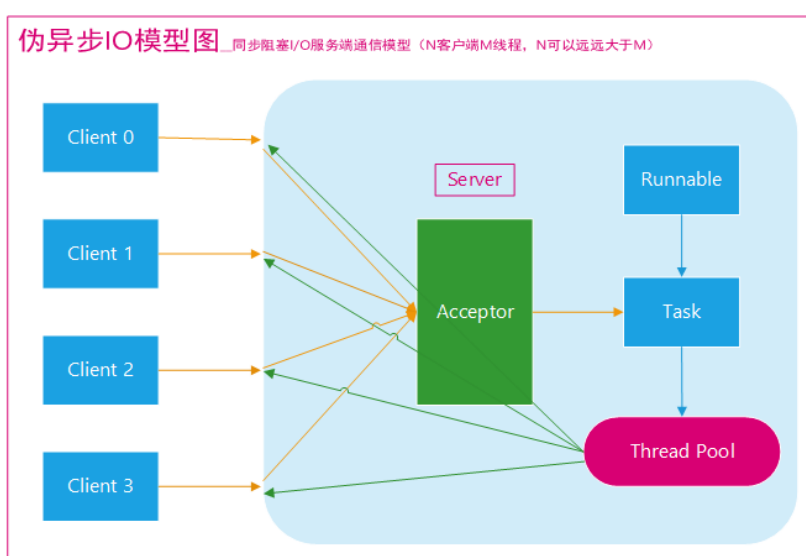 伪异步IO模型图_同步阻塞I/O服务端通信模型（N客户端M线程，N可以远远大于M）
Client 0
Server
Runnable
Client 1
Acceptor
Task
Client 2
Thread Pool
Client 3